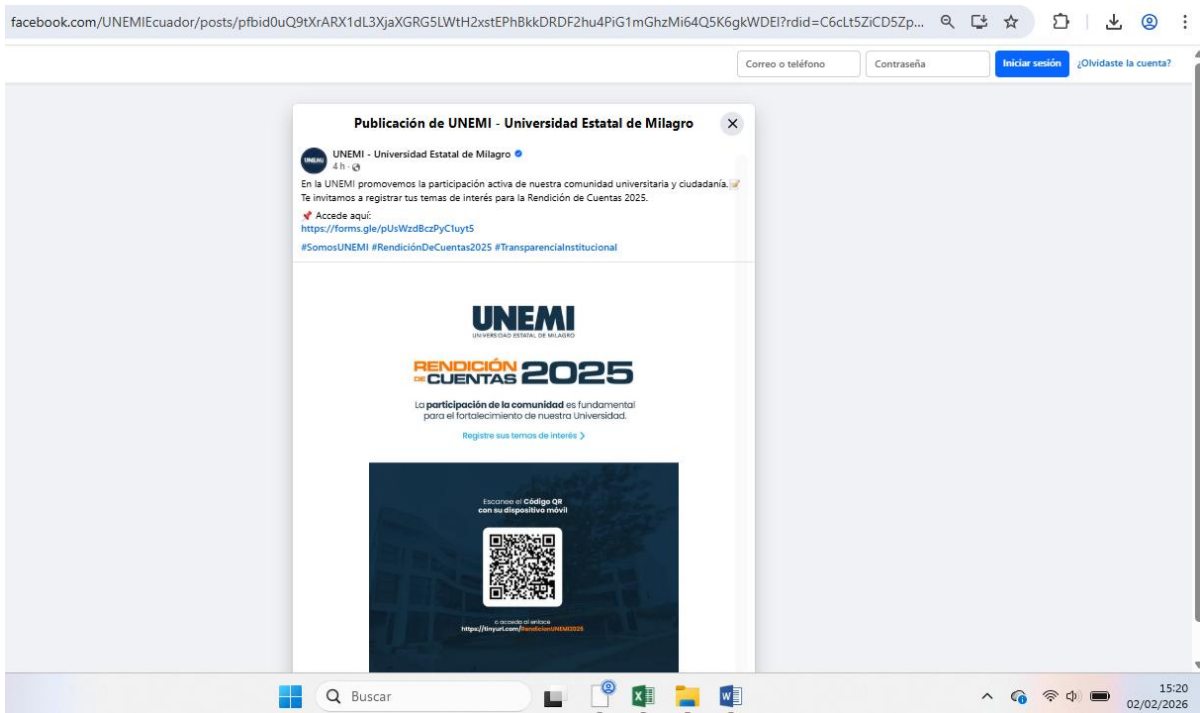 facebook.com/UNEMIEcuador/posts/pfbid0uQ9tXrARX1dL3XjaXGRG5LWtH2xstEPhBkkDRDF2hu4PiG1mGhzMi64Q5K6gkWDEl?rdid=C6cLt5ZiCD5Zp...
Correo o teléfono
Contraseña
Iniciar sesión
¿Olvidaste la cuenta?
Publicación de UNEMI - Universidad Estatal de Milagro
UNEMI
UNEMI - Universidad Estatal de Milagro
4 h
En la UNEMI promovemos la participación activa de nuestra comunidad universitaria y ciudadanía.
Te invitamos a registrar tus temas de interés para la Rendición de Cuentas 2025.
Accede aquí:
https://forms.gle/pUsWzdBczPyC1uyt5
#SomosUNEMI #RendiciónDeCuentas2025 #TransparenciaInstitucional
UNEMI
UNIVERSIDAD ESTATAL DE MILAGRO
RENDICIÓN
DE CUENTAS 2025
La participación de la comunidad es fundamental
para el fortalecimiento de nuestra Universidad.
Registre sus temas de interés >
Escanee el Código QR
con su dispositivo móvil
o acceda al enlace
https://tinyurl.com/RendicionUNEMI2025
Buscar
15:20
02/02/2026